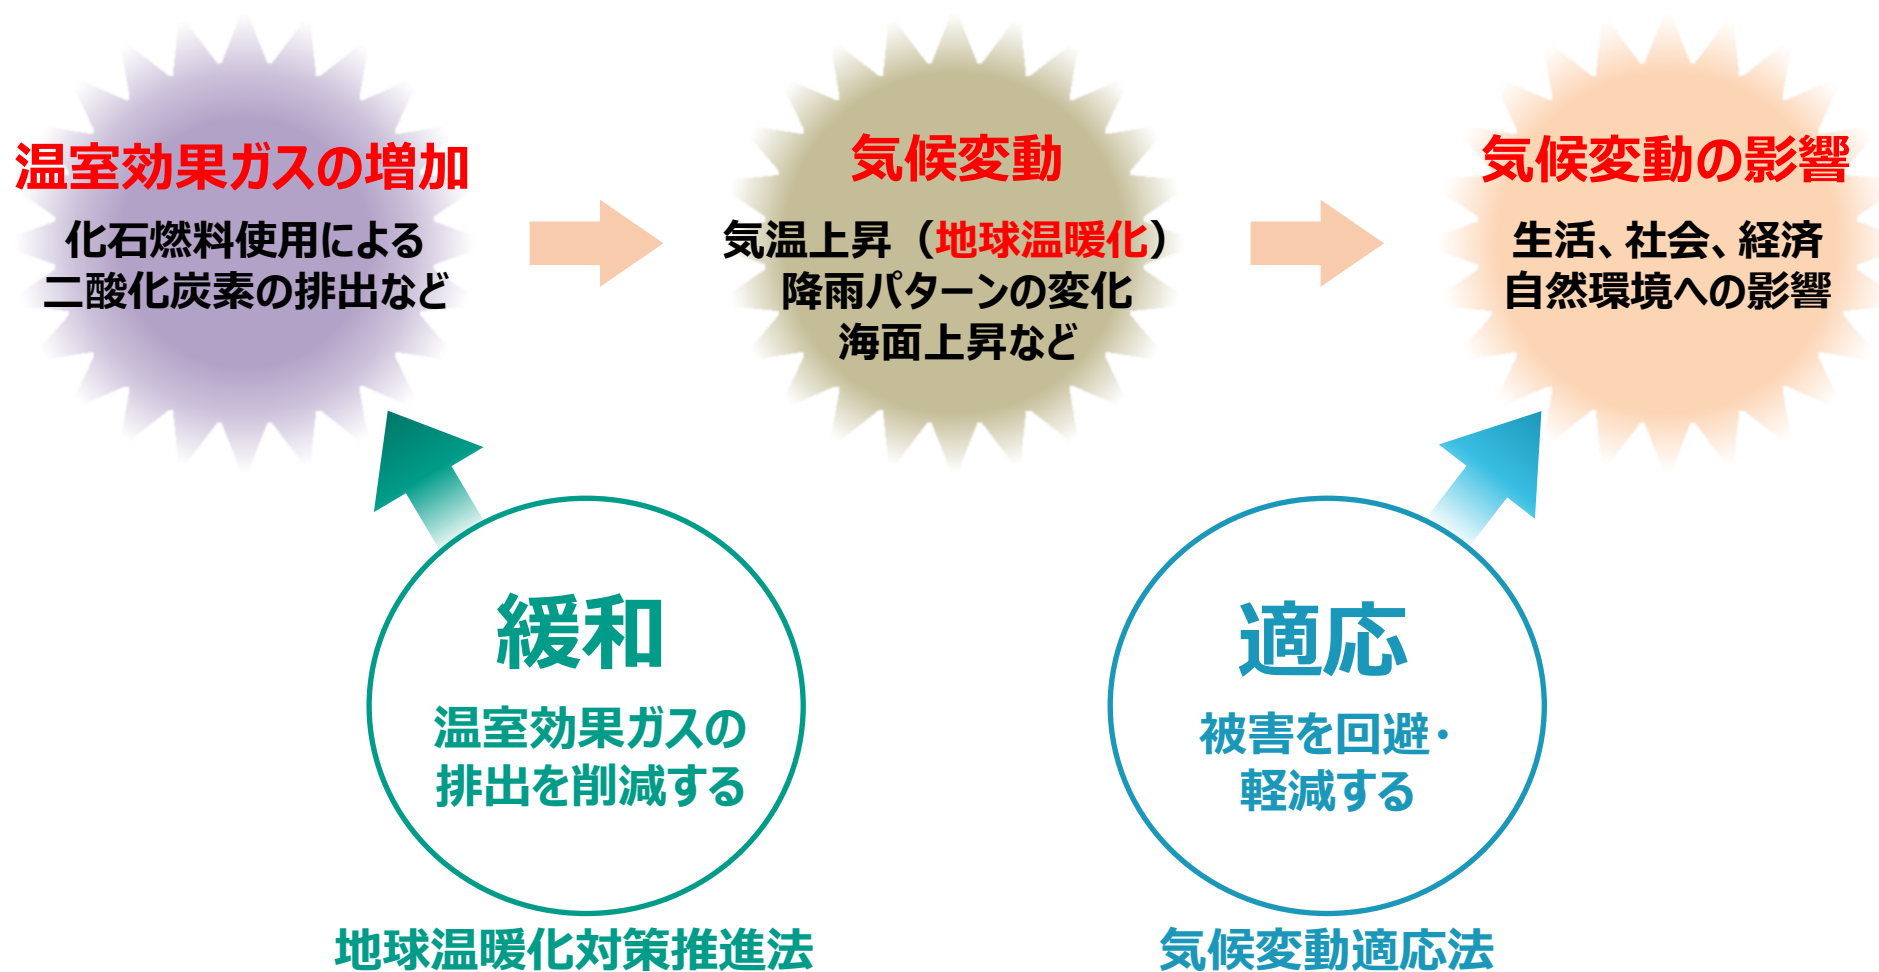 温室効果ガスの増加
化石燃料使用による
二酸化炭素の排出など
気候変動
気温上昇（地球温暖化）
降雨パターンの変化
海面上昇など
気候変動の影響
生活、社会、経済
自然環境への影響
緩和
温室効果ガスの
排出を削減する
地球温暖化対策推進法
適応
被害を回避・
軽減する
気候変動適応法